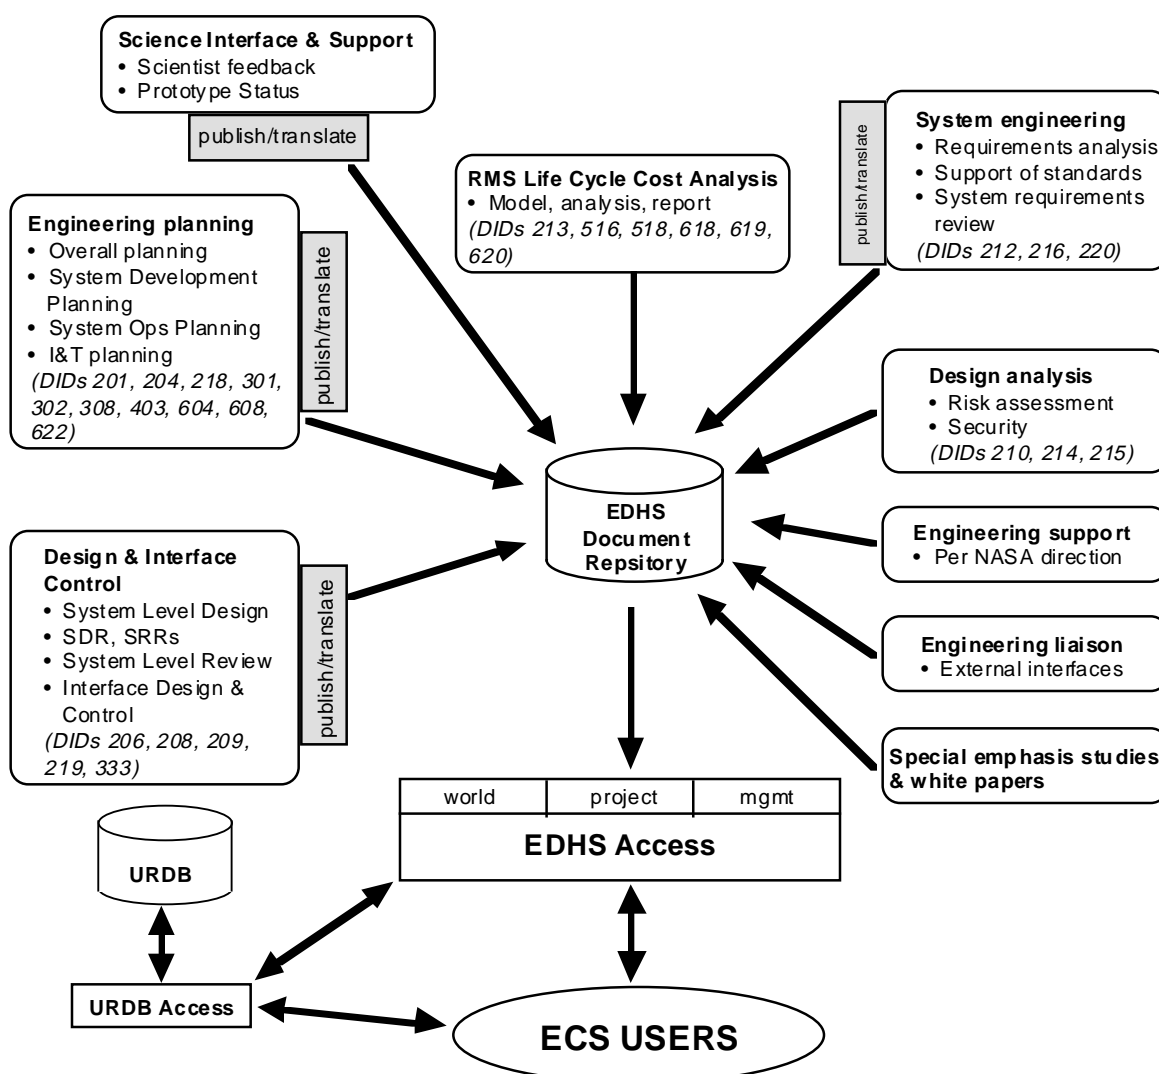 Science Interface & Support
• Scientist feedback
• Prototype Status
publish/translate
System engineering
• Requirements analysis
• Support of standards
• System requirements
review
(DIDs 212, 216, 220)
publish/translate
RMS Life Cycle Cost Analysis
• Model, analysis, report
(DIDs 213, 516, 518, 618, 619,
620)
Engineering planning
• Overall planning
• System Development
Planning
• System Ops Planning
• I&T planning
(DIDs 201, 204, 218, 301,
302, 308, 403, 604, 608,
622)
publish/translate
Design analysis
• Risk assessment
• Security
(DIDs 210, 214, 215)
EDHS
Document
Repsitory
Engineering support
• Per NASA direction
Design & Interface
Control
• System Level Design
• SDR, SRRs
• System Level Review
• Interface Design &
Control
(DIDs 206, 208, 209,
219, 333)
publish/translate
Engineering liaison
• External interfaces
Special emphasis studies
& white papers
world project mgmt
EDHS Access
URDB
URDB Access
ECS USERS